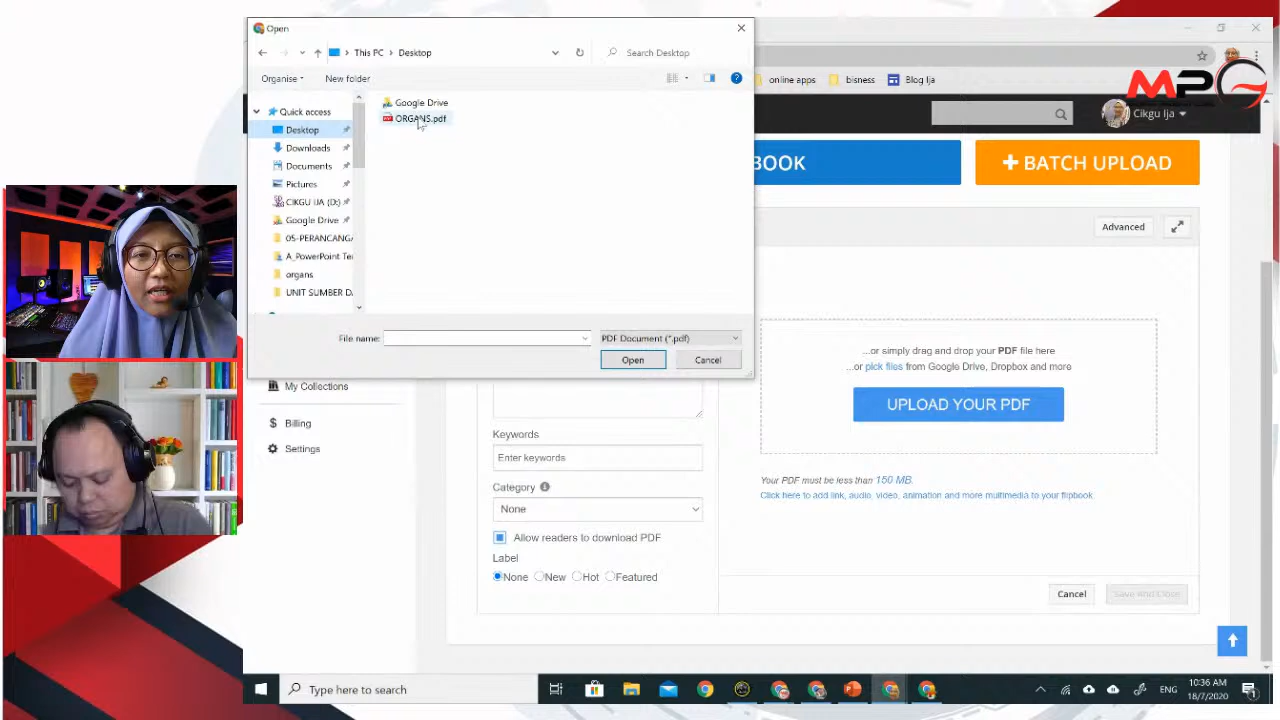 Open
This PC > Desktop
Search Desktop
Organise
New folder
Quick access
Desktop
Downloads
Documents
Pictures
CIKGU IJA (D:)
Google Drive
05-PERANCANGA
A_PowerPoint Te
organs
UNIT SUMBER DA
Google Drive
ORGANS.pdf
File name:
PDF Document (*.pdf)
Open
Cancel
online apps
bisness
Blog Ija
MPG
Cikgu Ija
BOOK
+ BATCH UPLOAD
Advanced
...or simply drag and drop your PDF file here
...or pick files from Google Drive, Dropbox and more
UPLOAD YOUR PDF
Your PDF must be less than 150 MB.
Click here to add link, audio, video, animation and more multimedia to your flipbook.
My Collections
Billing
Settings
Keywords
Enter keywords
Category
None
Allow readers to download PDF
Label
None New Hot Featured
Cancel
Save And Close
Type here to search
ENG
10:36 AM
18/7/2020